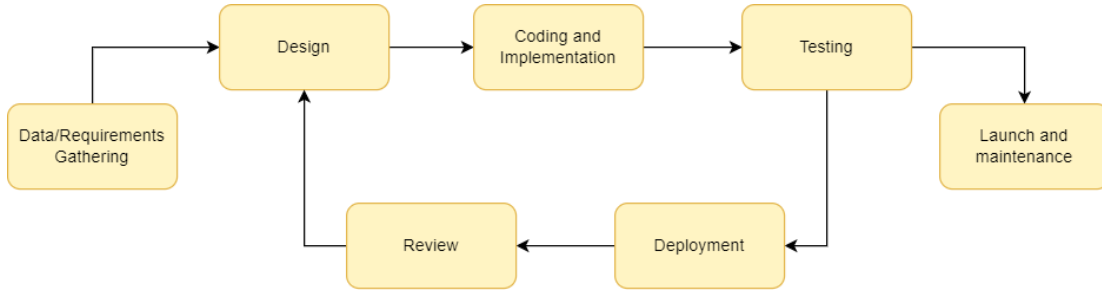 Design
Coding and
Implementation
Testing
Data/Requirements
Gathering
Launch and
maintenance
Review
Deployment